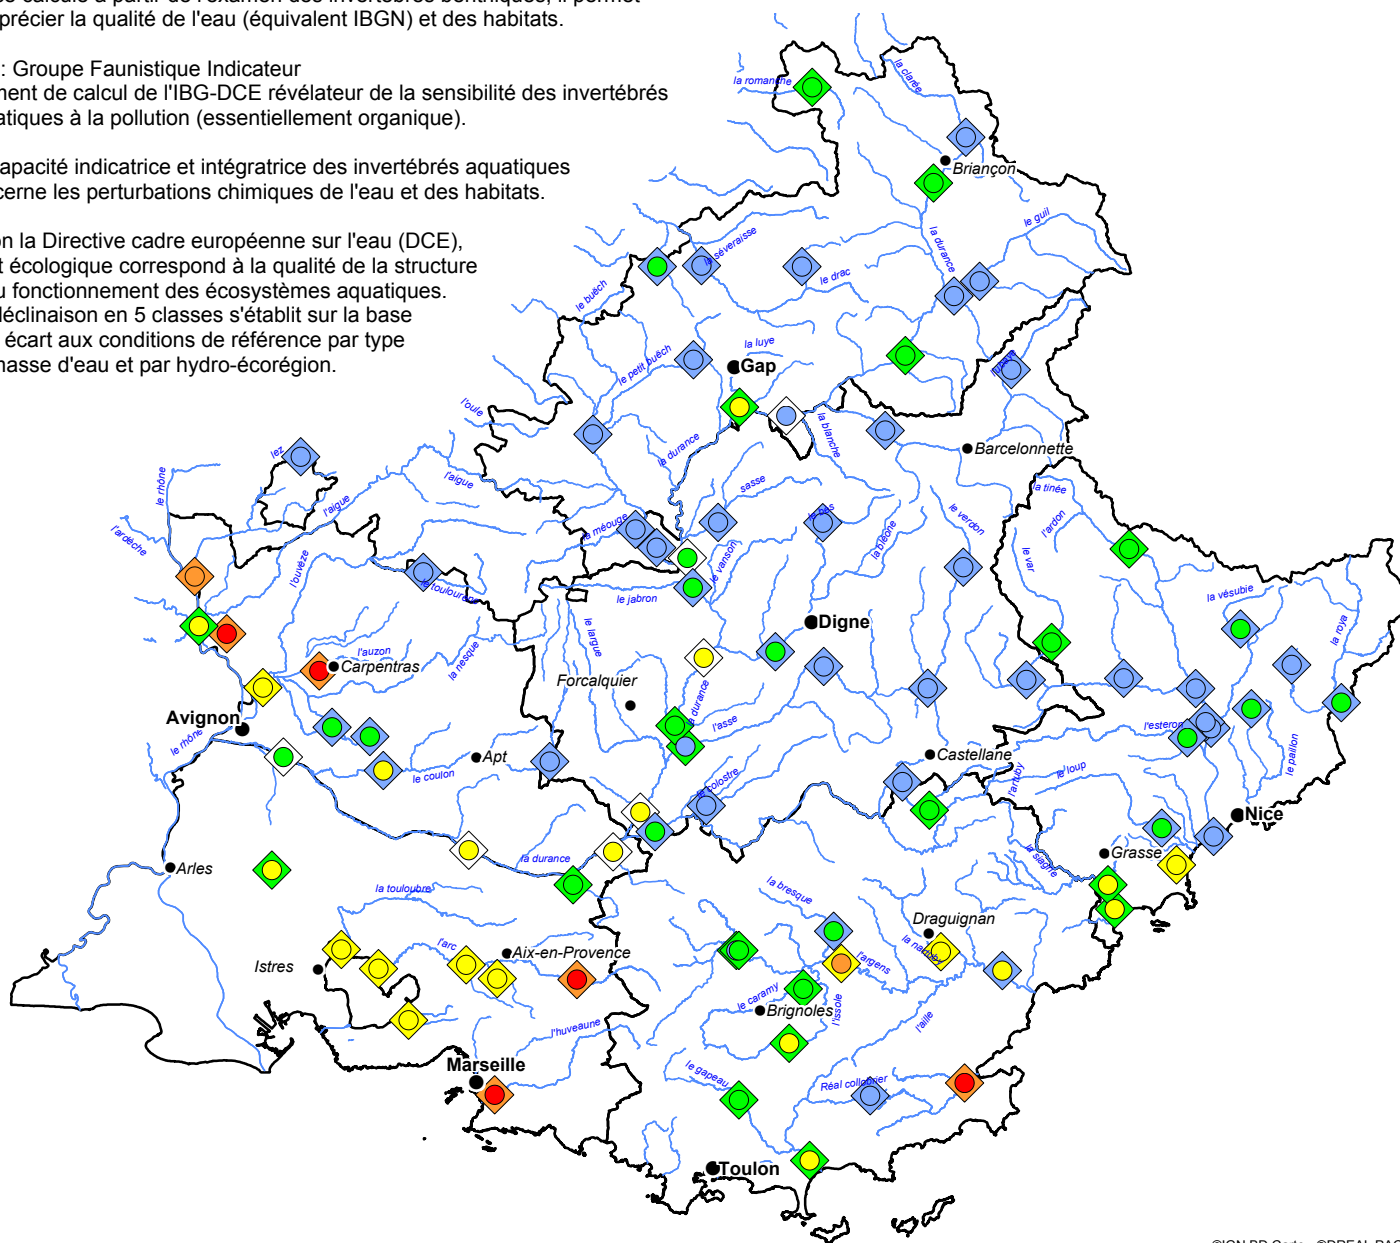 précier la qualité de l'eau (équivalent IBGN) et des habitats.
: Groupe Faunistique Indicateur
ment de calcul de l'IBG-DCE révélateur de la sensibilité des invertébrés
atiques à la pollution (essentiellement organique).
apacité indicatrice et intégratrice des invertébrés aquatiques
cerne les perturbations chimiques de l'eau et des habitats.
on la Directive cadre européenne sur l'eau (DCE),
t écologique correspond à la qualité de la structure
u fonctionnement des écosystèmes aquatiques.
déclinaison en 5 classes s'établit sur la base
écart aux conditions de référence par type
masse d'eau et par hydro-écorégion.
la romanche
la clarée
Briançon
le guil
la durance
la séveraisse
le drac
le buëch
la luye
le petit buëch
Gap
l'oule
la durance
la blanche
Barcelonnette
lez
le rhône
l'aigue
l'aigue
sasse
la tinée
l'ardon
l'ardèche
la méouge
la bléone
le verdon
le var
l'ouvèze
le vanson
le toulourenc
le jabron
la vésubie
le largue
Digne
la roya
l'auzon
Carpentras
la nesque
Forcalquier
la durance
l'asse
Avignon
le rhône
l'esteron
le paillon
Apt
le coulon
Castellane
le colostre
l'artuby
le loup
Nice
Arles
la durance
la siagne
Grasse
la touloubre
la bresque
Draguignan
l'arc
Aix-en-Provence
la nartuby
l'argens
Istres
le caramy
Brignoles
l'issole
l'aille
l'huveaune
Marseille
le gapeau
Réal collobrier
Toulon